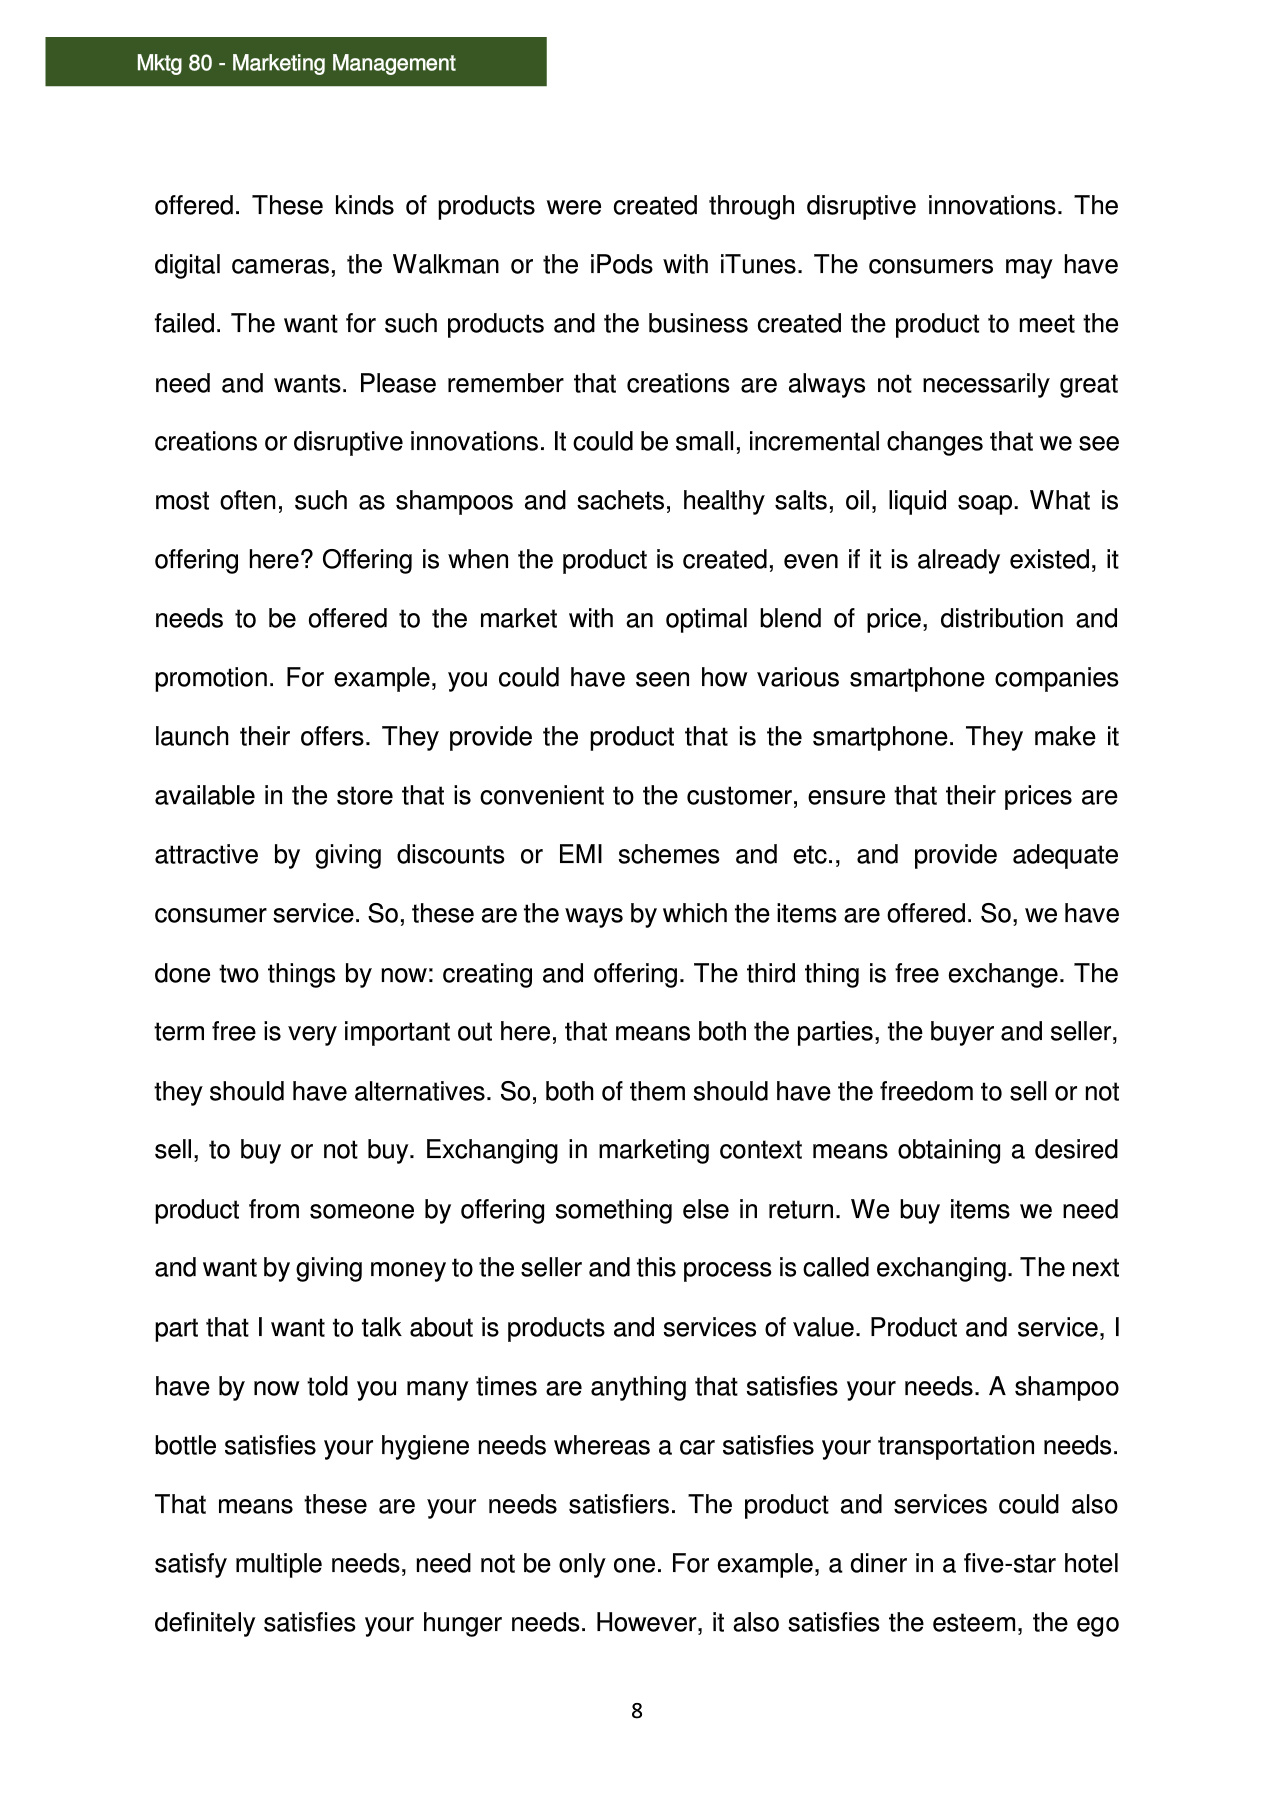 Mktg 80 - Marketing Management
offered. These kinds of products were created through disruptive innovations. The
digital cameras, the Walkman or the iPods with iTunes. The consumers may have
failed. The want for such products and the business created the product to meet the
need and wants. Please remember that creations are always not necessarily great
creations or disruptive innovations. It could be small, incremental changes that we see
most often, such as shampoos and sachets, healthy salts, oil, liquid soap. What is
offering here? Offering is when the product is created, even if it is already existed, it
needs to be offered to the market with an optimal blend of price, distribution and
promotion. For example, you could have seen how various smartphone companies
launch their offers. They provide the product that is the smartphone. They make it
available in the store that is convenient to the customer, ensure that their prices are
attractive by giving discounts or EMI schemes and etc., and provide adequate
consumer service. So, these are the ways by which the items are offered. So, we have
done two things by now: creating and offering. The third thing is free exchange. The
term free is very important out here, that means both the parties, the buyer and seller,
they should have alternatives. So, both of them should have the freedom to sell or not
sell, to buy or not buy. Exchanging in marketing context means obtaining a desired
product from someone by offering something else in return. We buy items we need
and want by giving money to the seller and this process is called exchanging. The next
part that I want to talk about is products and services of value. Product and service, I
have by now told you many times are anything that satisfies your needs. A shampoo
bottle satisfies your hygiene needs whereas a car satisfies your transportation needs.
That means these are your needs satisfiers. The product and services could also
satisfy multiple needs, need not be only one. For example, a diner in a five-star hotel
definitely satisfies your hunger needs. However, it also satisfies the esteem, the ego
8